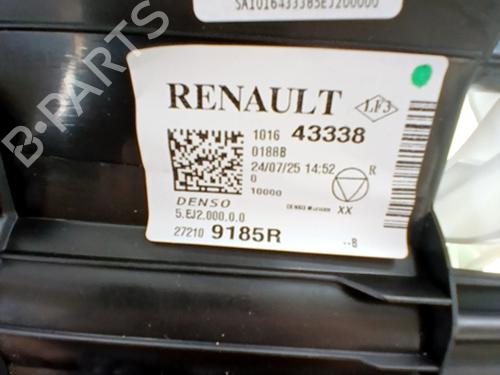 SA1016433385EJ200000
RENAULT
LF3
1016 43338
0188B
24/07/25 14:52
R
0
10000
XX
DENSO
5.EJ2.000.0.0
27210 9185R
--B
B-PARTS